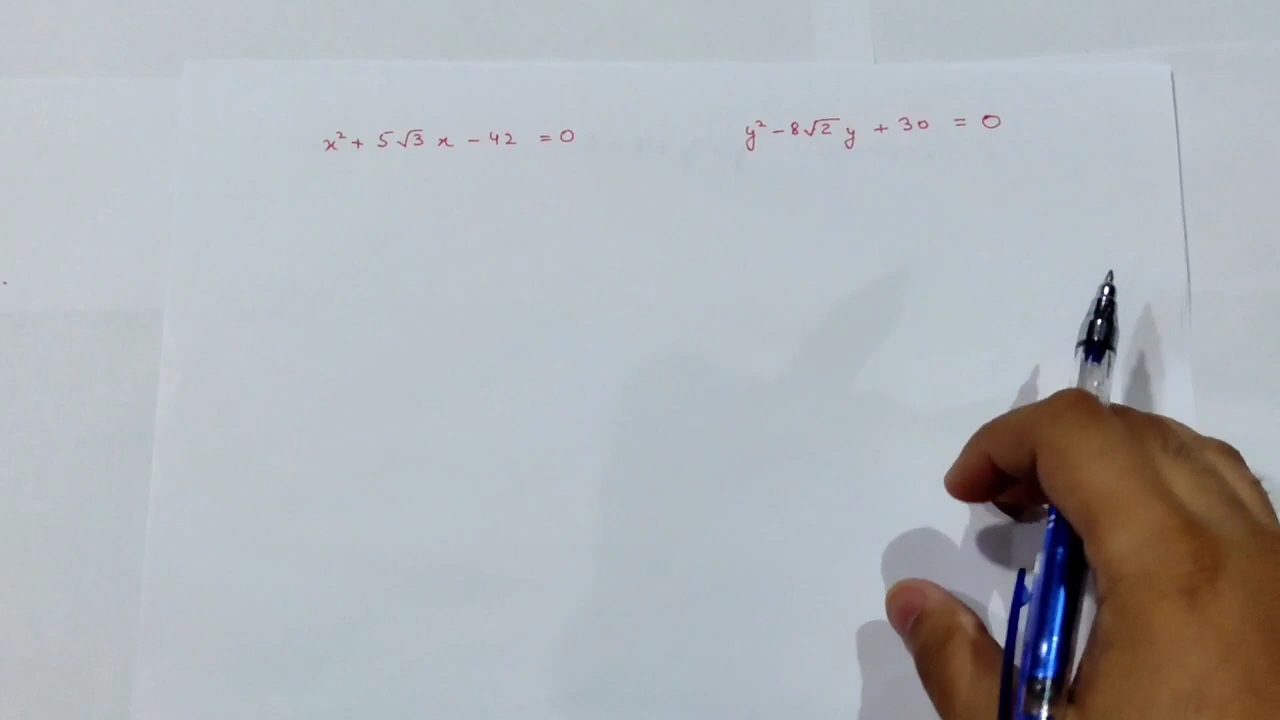 x² + 5√3 x - 42 = 0
y² - 8√2 y + 30 = 0